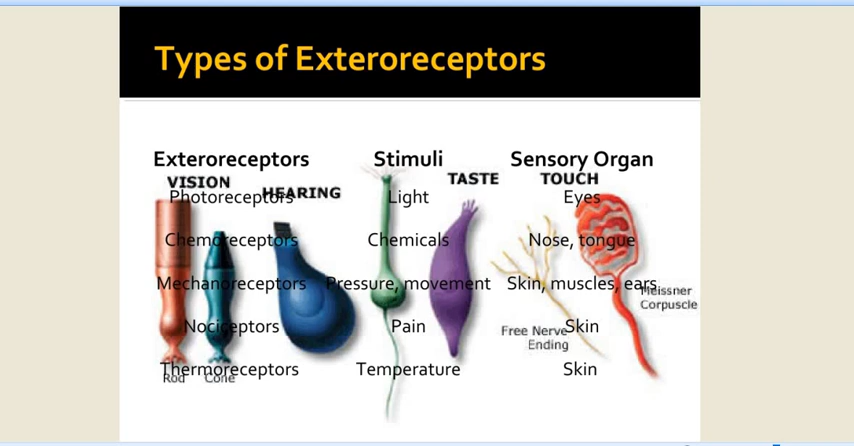 Types of Exteroreceptors
Exteroreceptors Stimuli Sensory Organ
VISION HEARING TASTE TOUCH
Photoreceptors Light Eyes
Chemoreceptors Chemicals Nose, tongue
Mechanoreceptors Pressure, movement Skin, muscles, ears
Meissner
Corpuscle
Nociceptors Pain Skin
Free Nerve
Ending
Thermoreceptors Temperature Skin
Rod Cone